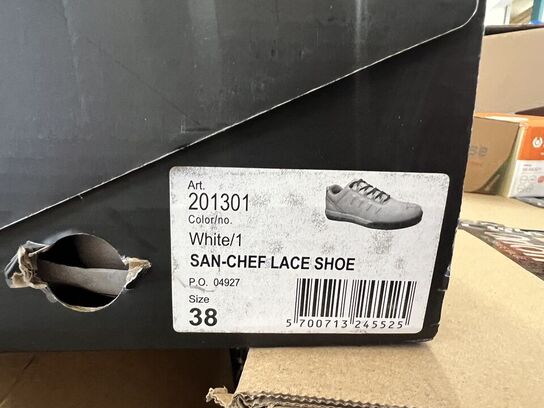 Art.
201301
Color/no.
White/1
SAN-CHEF LACE SHOE
P.O. 04927
Size
38
5 700713 245525